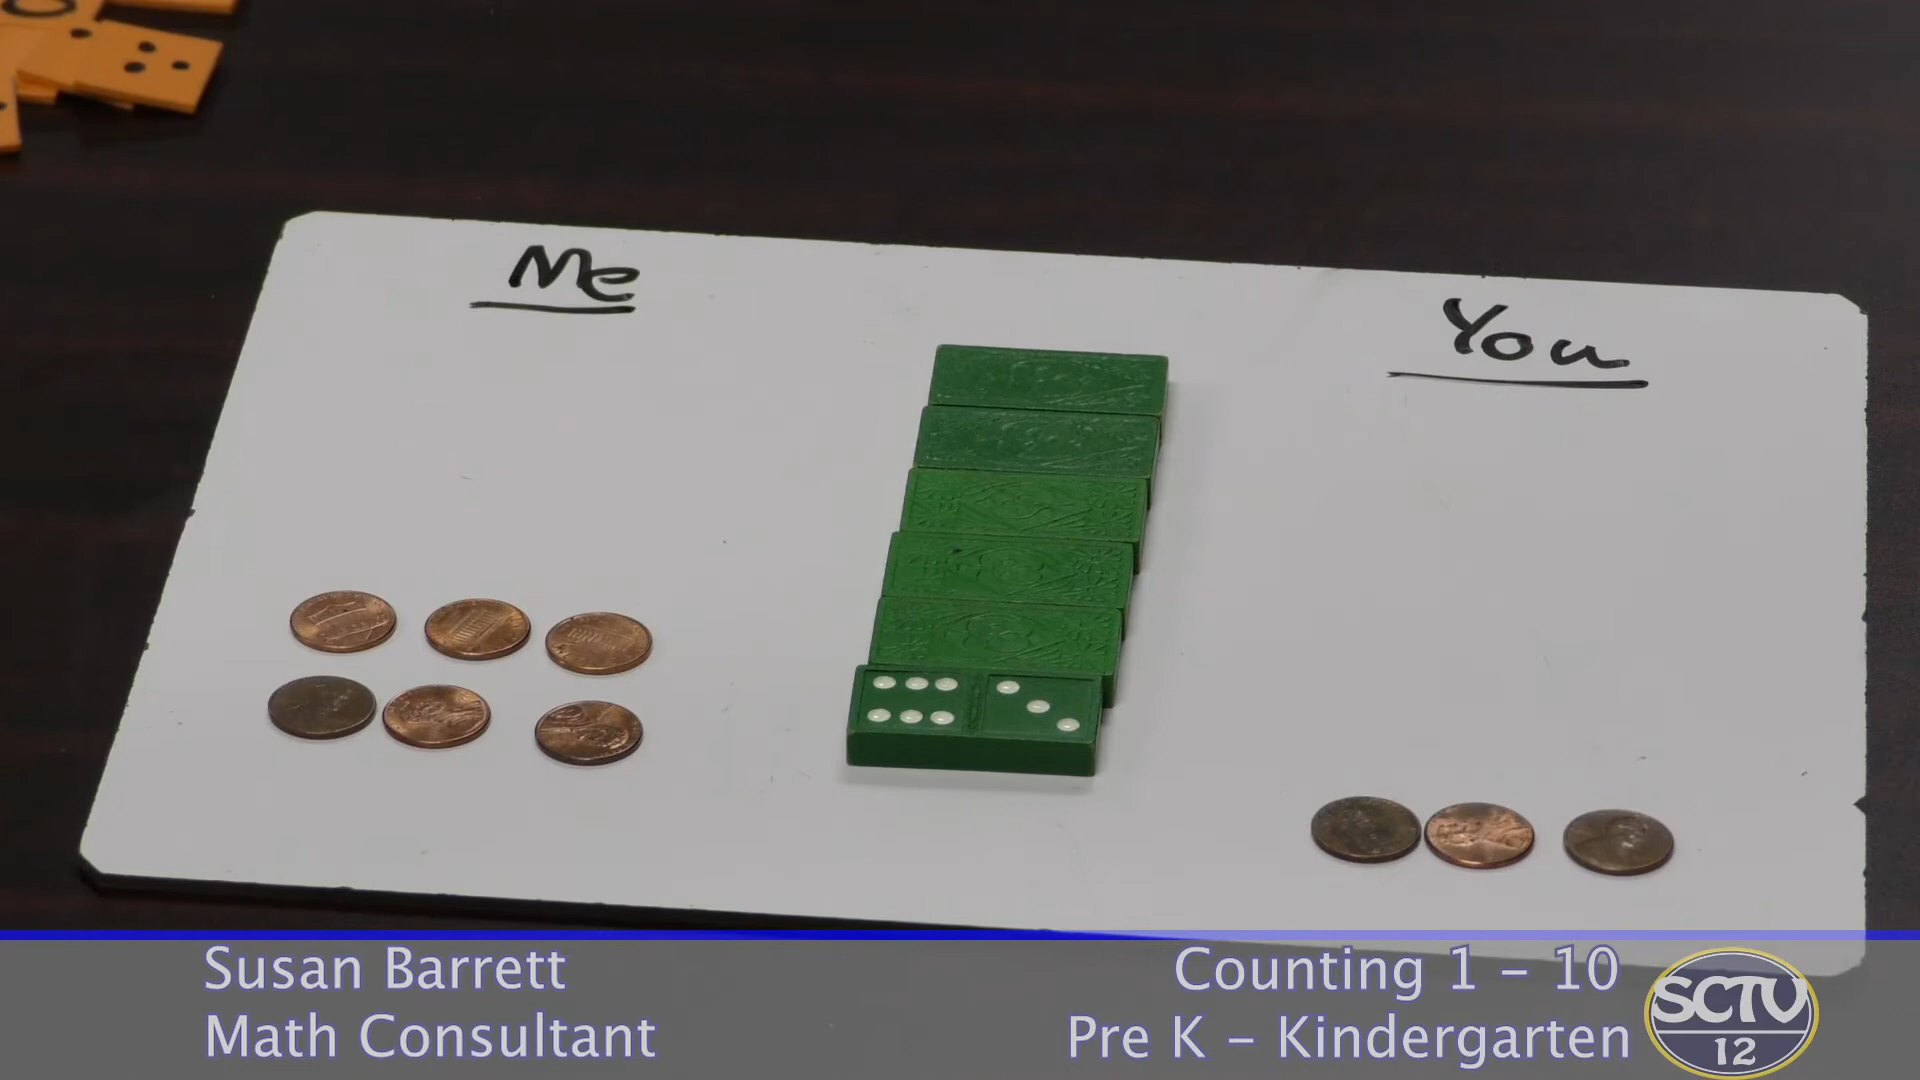 Me
You
Susan Barrett
Math Consultant
Counting 1 – 10
Pre K – Kindergarten
SCTV
12